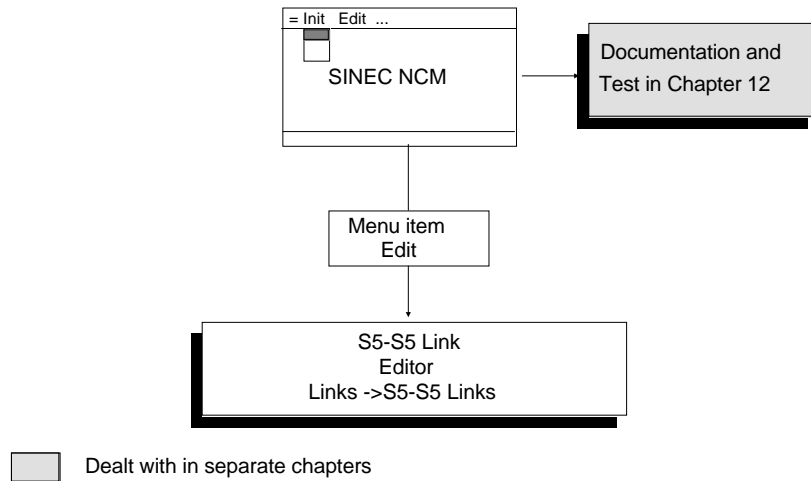 = Init Edit ...
SINEC NCM
Documentation and
Test in Chapter 12
Menu item
Edit
S5-S5 Link
Editor
Links ->S5-S5 Links
Dealt with in separate chapters